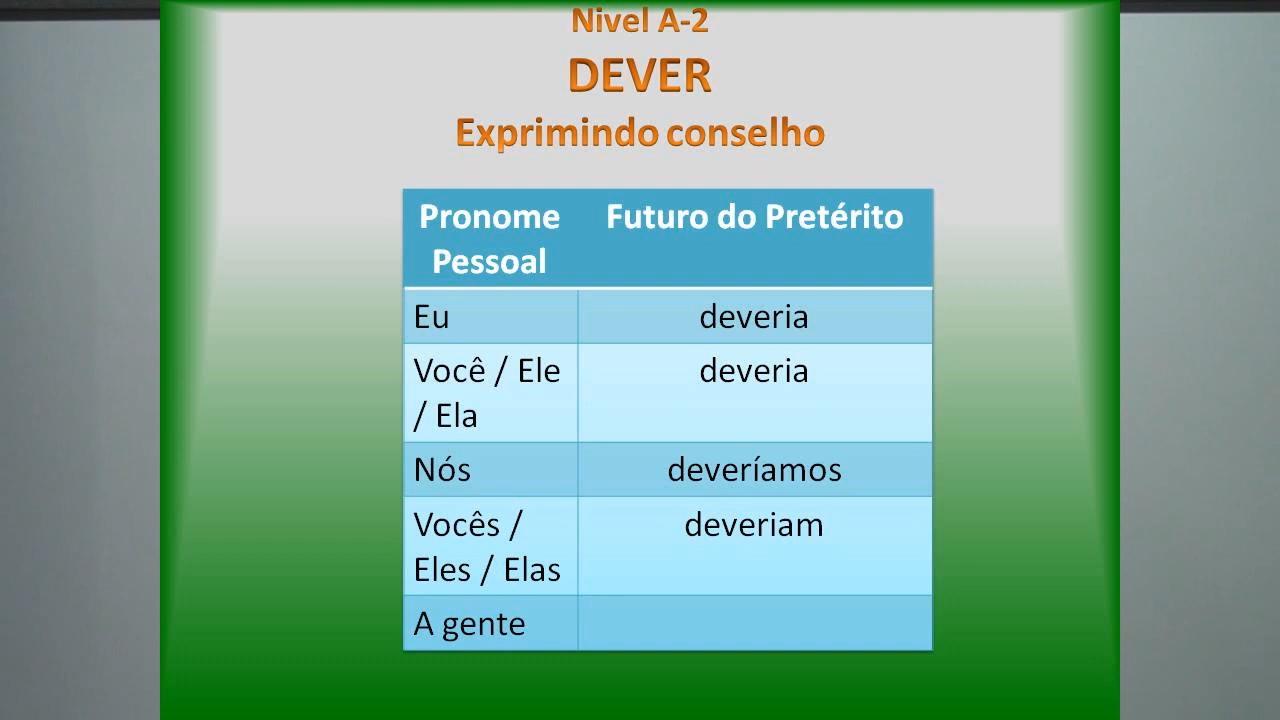 Nivel A-2
DEVER
Exprimindo conselho
Pronome Futuro do Pretérito
Pessoal
Eu deveria
Você / Ele deveria
/ Ela
Nós deveríamos
Vocês / deveriam
Eles / Elas
A gente